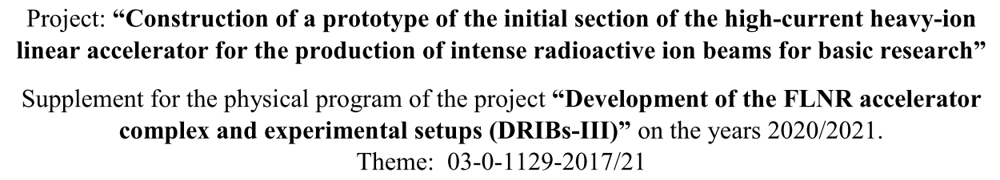 Project: “Construction of a prototype of the initial section of the high-current heavy-ion
linear accelerator for the production of intense radioactive ion beams for basic research”
Supplement for the physical program of the project “Development of the FLNR accelerator
complex and experimental setups (DRIBs-III)” on the years 2020/2021.
Theme: 03-0-1129-2017/21